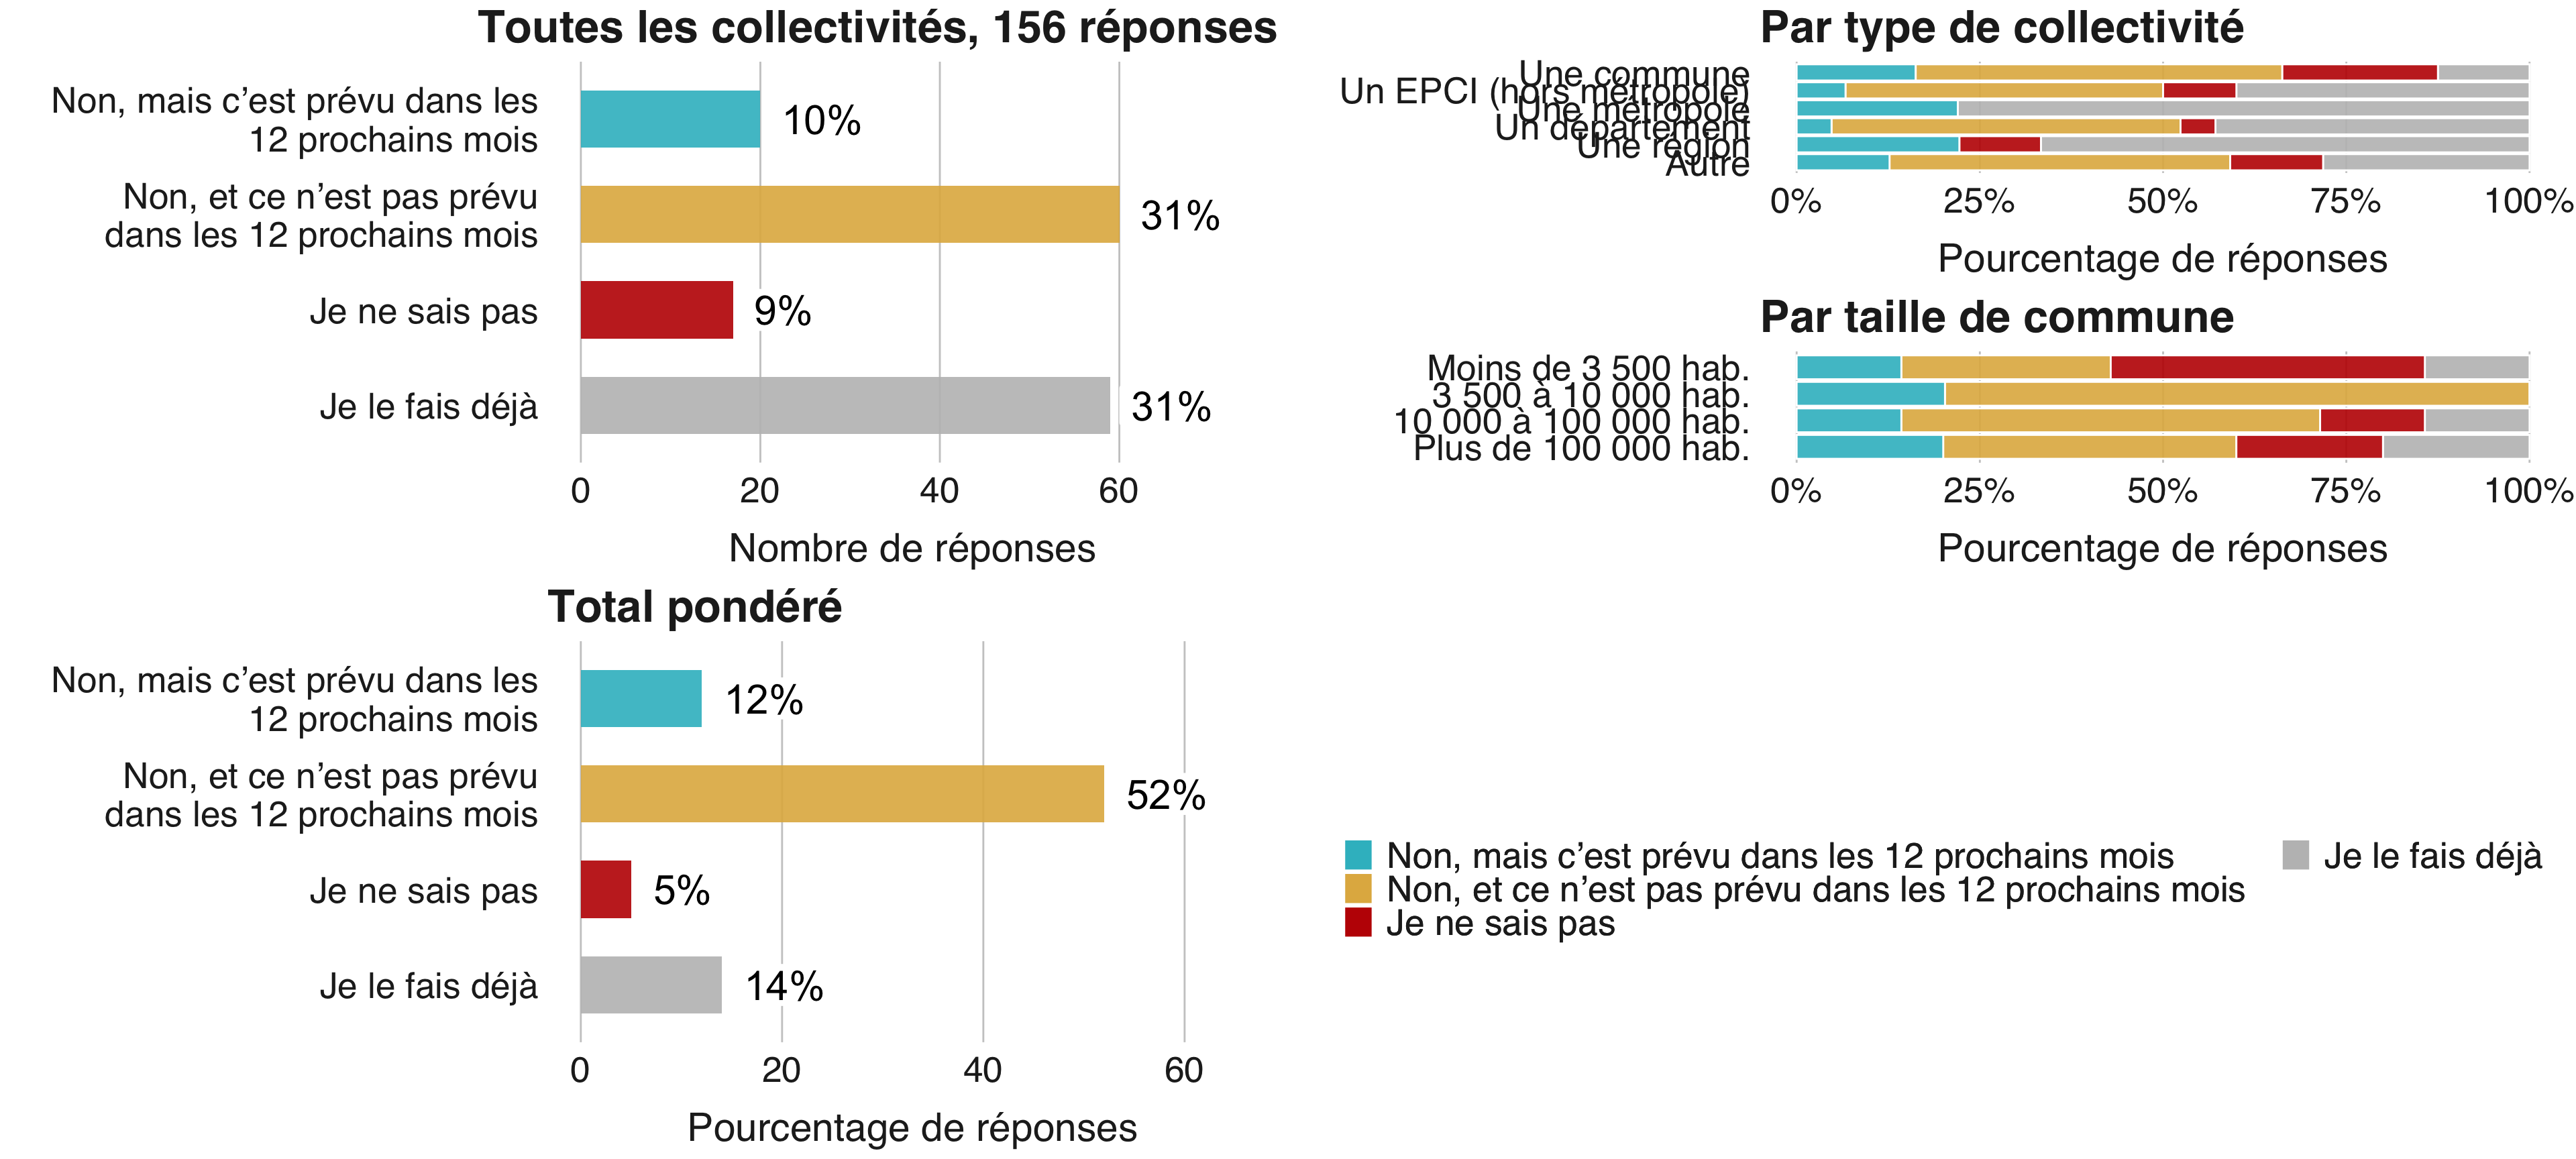 Toutes les collectivités, 156 réponses
Non, mais c’est prévu dans les
12 prochains mois
10%
Non, et ce n’est pas prévu
dans les 12 prochains mois
31%
Je ne sais pas
9%
Je le fais déjà
31%
0 20 40 60
Nombre de réponses
Total pondéré
Non, mais c’est prévu dans les
12 prochains mois
12%
Non, et ce n’est pas prévu
dans les 12 prochains mois
52%
Je ne sais pas
5%
Je le fais déjà
14%
0 20 40 60
Pourcentage de réponses
Par type de collectivité
Une commune
Un EPCI (hors métropole)
Une métropole
Un département
Une région
Autre
0% 25% 50% 75% 100%
Pourcentage de réponses
Par taille de commune
Moins de 3 500 hab.
3 500 à 10 000 hab.
10 000 à 100 000 hab.
Plus de 100 000 hab.
0% 25% 50% 75% 100%
Pourcentage de réponses
Non, mais c’est prévu dans les 12 prochains mois
Non, et ce n’est pas prévu dans les 12 prochains mois
Je ne sais pas
Je le fais déjà